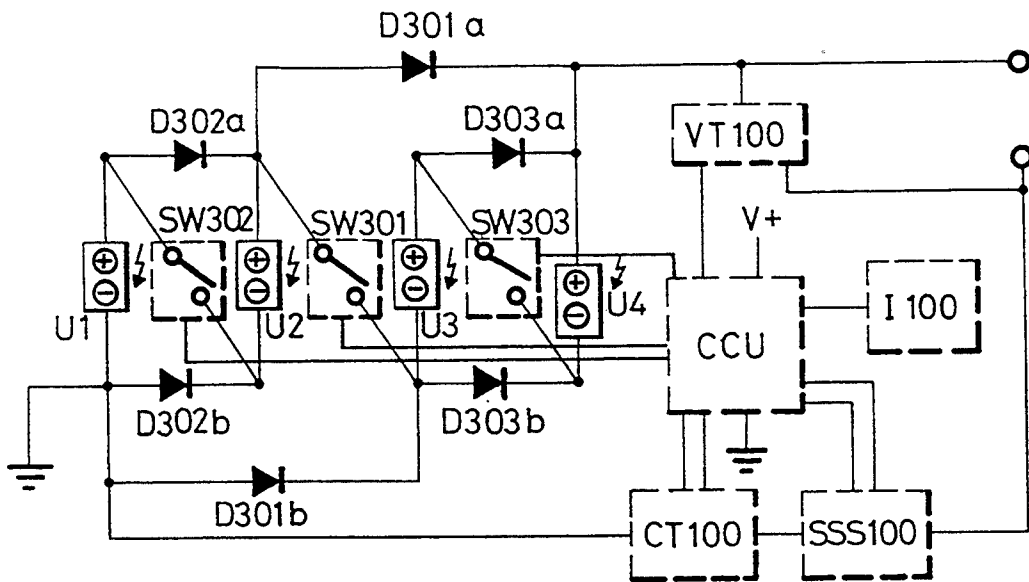 D301a
D302a
D303a
VT100
SW302
SW301
SW303
V+
+
+
+
+
-
-
-
-
U1
U2
U3
U4
CCU
I100
D302b
D303b
D301b
CT100
SSS100